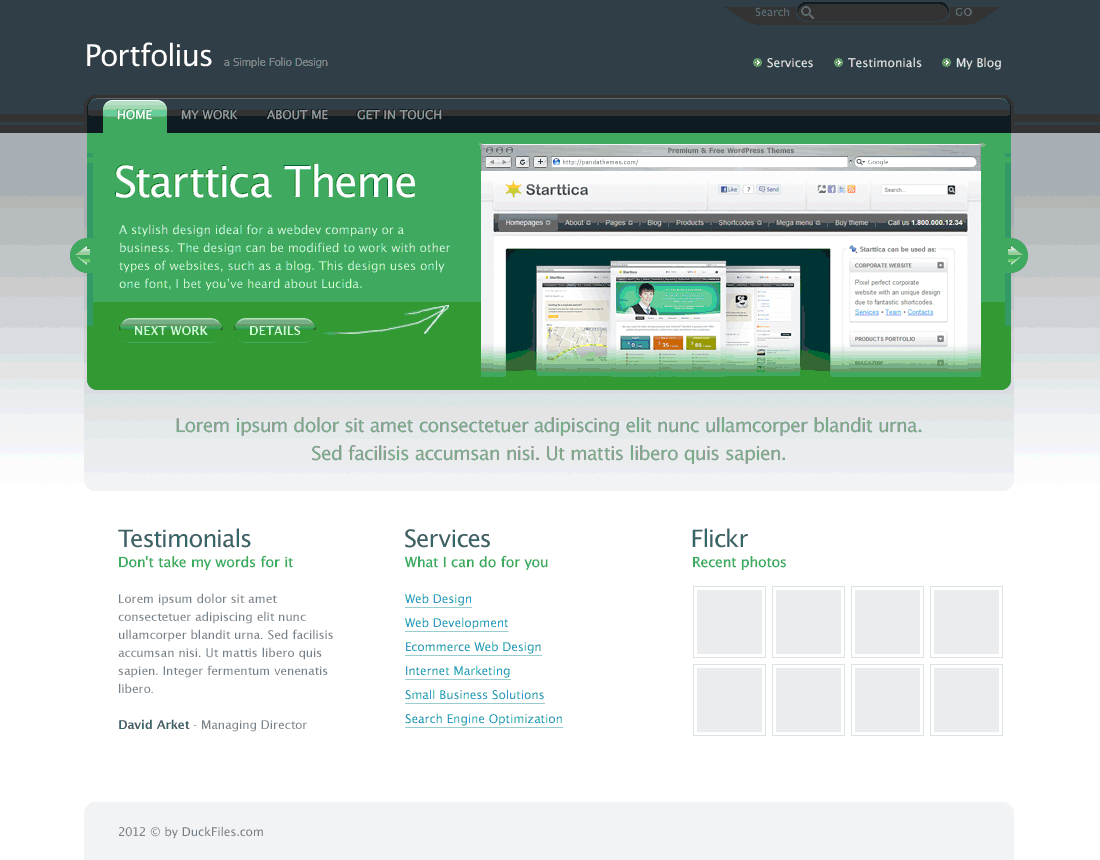 Search GO
Portfolius a Simple Folio Design
Services Testimonials My Blog
HOME MY WORK ABOUT ME GET IN TOUCH
Starttica Theme
A stylish design ideal for a webdev company or a
business. The design can be modified to work with other
types of websites, such as a blog. This design uses only
one font, I bet you've heard about Lucida.
NEXT WORK DETAILS
Premium & Free WordPress Themes
http://pandathemes.com/ Google
Starttica
Like 7 Send
Search...
Homepages About Pages Blog Products Shortcodes Mega menu Buy theme Call us 1.800.000.12.34
Starttica can be used as:
CORPORATE WEBSITE
Pixel perfect corporate
website with an unique design
due to fantastic shortcodes.
Services • Team • Contacts
PRODUCTS PORTFOLIO
MAGAZINE
Lorem ipsum dolor sit amet consectetuer adipiscing elit nunc ullamcorper blandit urna.
Sed facilisis accumsan nisi. Ut mattis libero quis sapien.
Testimonials
Don't take my words for it
Lorem ipsum dolor sit amet
consectetuer adipiscing elit nunc
ullamcorper blandit urna. Sed facilisis
accumsan nisi. Ut mattis libero quis
sapien. Integer fermentum venenatis
libero.
David Arket - Managing Director
Services
What I can do for you
Web Design
Web Development
Ecommerce Web Design
Internet Marketing
Small Business Solutions
Search Engine Optimization
Flickr
Recent photos
2012 © by DuckFiles.com